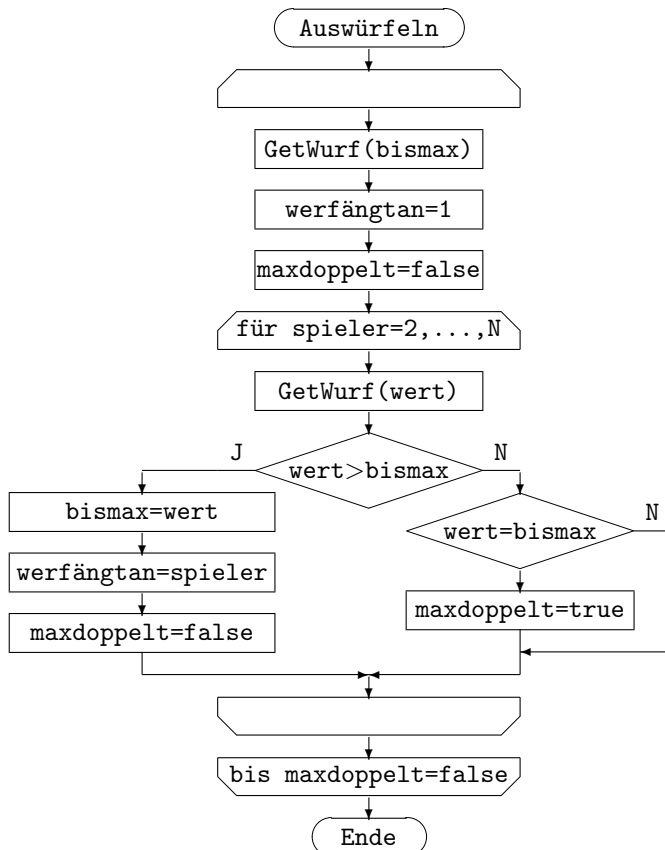 Auswürfeln
GetWurf(bismax)
werfängtan=1
maxdoppelt=false
für spieler=2,...,N
GetWurf(wert)
J
N
wert>bismax
bismax=wert
N
wert=bismax
werfängtan=spieler
maxdoppelt=true
maxdoppelt=false
bis maxdoppelt=false
Ende